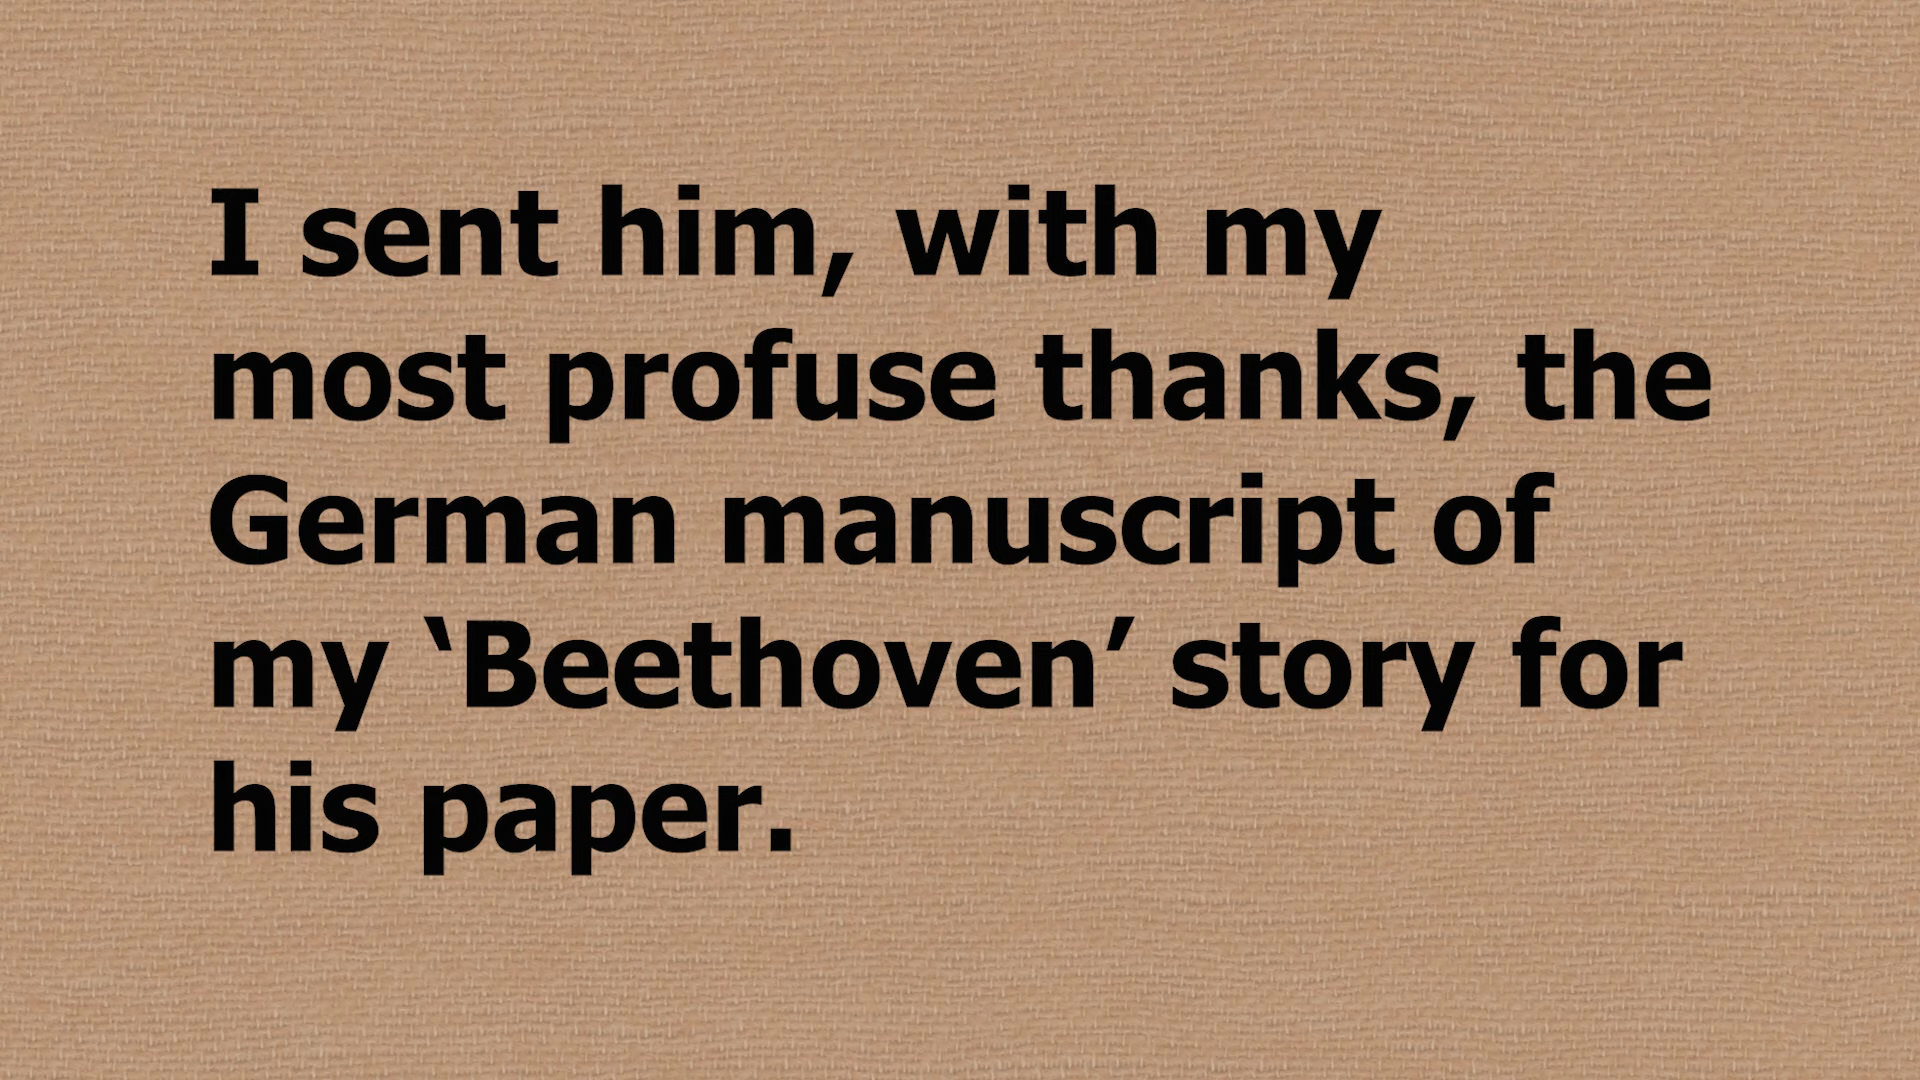 I sent him, with my
most profuse thanks, the
German manuscript of
my ‘Beethoven’ story for
his paper.